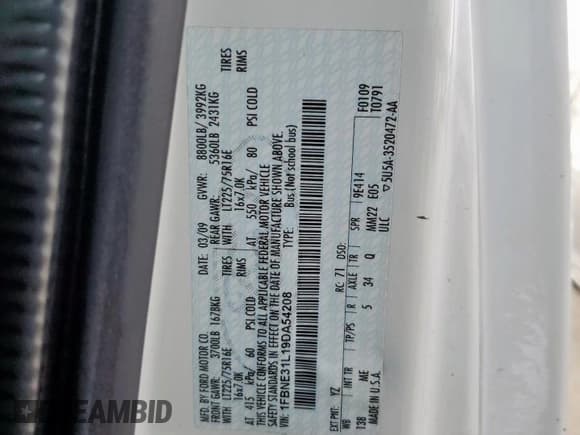 MFD. BY FORD MOTOR CO.
DATE: 03/09 GVWR: 8800LB/ 3992KG
FRONT GAWR: 3700LB 1678KG REAR GAWR: 5360LB 2431KG
WITH LT225/75R16E TIRES WITH LT225/75R16E TIRES
16x7.0K RIMS 16x7.0K RIMS
AT 415 kPa/ 60 PSI COLD AT 550 kPa/ 80 PSI COLD
THIS VEHICLE CONFORMS TO ALL APPLICABLE FEDERAL MOTOR VEHICLE
SAFETY STANDARDS IN EFFECT ON THE DATE OF MANUFACTURE SHOWN ABOVE.
VIN: 1FBNE31L19DA54208 TYPE: Bus.(Not school bus)
F0109
T0791
EXT PNT: YZ RC: 71 DSO:
WB INT TR TP/PS R AXLE TR SPR 9E414
138 ME 5 34 Q MM22 E05
MADE IN U.S.A. ULC 5U5A-3520472-AA
STEAMBID